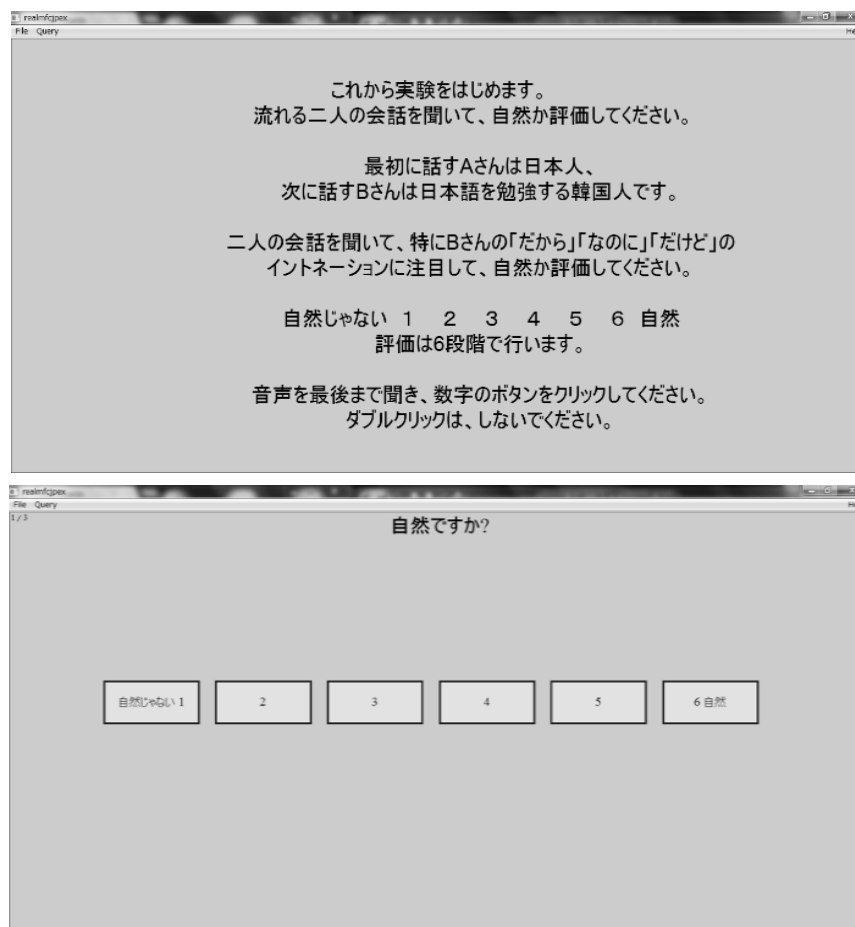 realmfcjpex
File Query
He
これから実験をはじめます。
流れる二人の会話を聞いて、自然か評価してください。
最初に話すAさんは日本人、
次に話すBさんは日本語を勉強する韓国人です。
二人の会話を聞いて、特にBさんの「だから」「なのに」「だけど」の
イントネーションに注目して、自然か評価してください。
自然じゃない 1 2 3 4 5 6 自然
評価は6段階で行います。
音声を最後まで聞き、数字のボタンをクリックしてください。
ダブルクリックは、しないでください。
realmfcjpex
File Query
He
1 / 3
自然ですか?
自然じゃない 1 2 3 4 5 6 自然